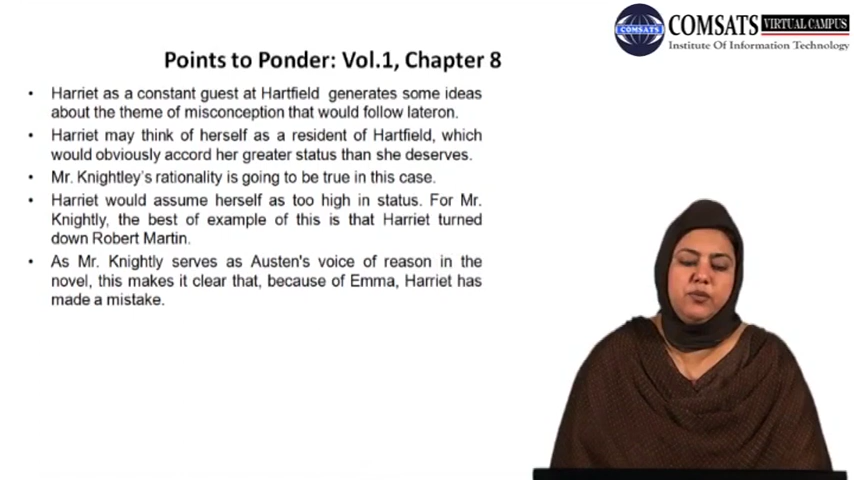 COMSATS VIRTUAL CAMPUS
COMSATS
Institute Of Information Technology
Points to Ponder: Vol.1, Chapter 8
• Harriet as a constant guest at Hartfield generates some ideas
about the theme of misconception that would follow lateron.
• Harriet may think of herself as a resident of Hartfield, which
would obviously accord her greater status than she deserves.
• Mr. Knightley's rationality is going to be true in this case.
• Harriet would assume herself as too high in status. For Mr.
Knightly, the best of example of this is that Harriet turned
down Robert Martin.
• As Mr. Knightly serves as Austen's voice of reason in the
novel, this makes it clear that, because of Emma, Harriet has
made a mistake.